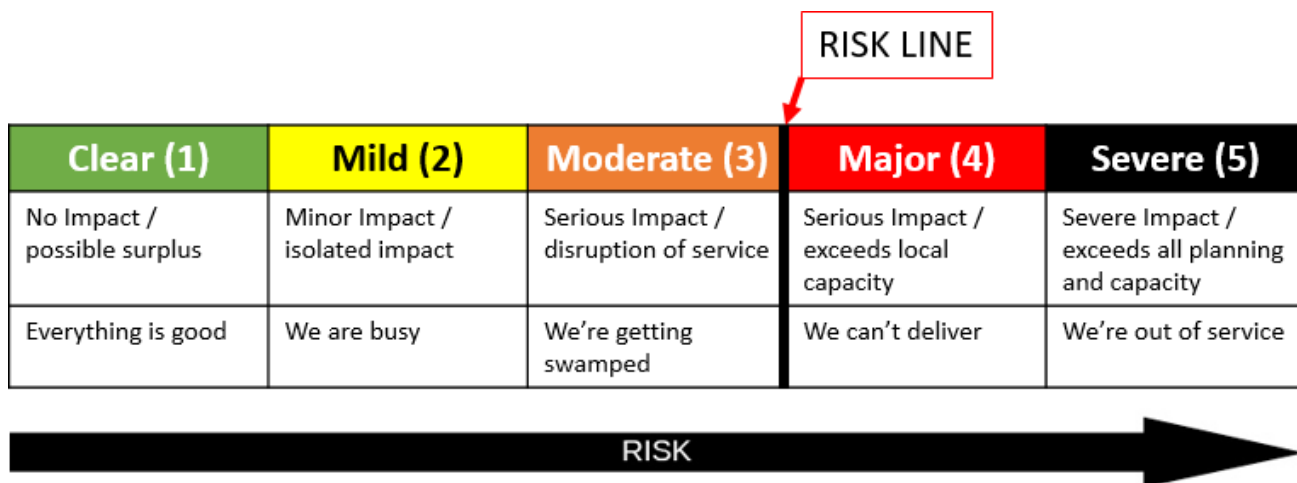 RISK LINE
Clear (1)
Mild (2)
Moderate (3)
Major (4)
Severe (5)
No Impact /
possible surplus
Minor Impact /
isolated impact
Serious Impact /
disruption of service
Serious Impact /
exceeds local
capacity
Severe Impact /
exceeds all planning
and capacity
Everything is good
We are busy
We're getting
swamped
We can't deliver
We're out of service
RISK